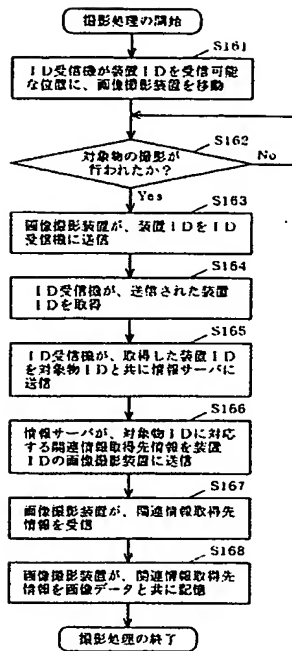 撮影処理の開始
S161
ID受信機が装置IDを受信可能
な位置に、画像撮影装置を移動
S162
対象物の撮影が
行われたか?
No
Yes
S163
画像撮影装置が、装置IDをID
受信機に送信
S164
ID受信機が、送信された装置
IDを取得
S165
ID受信機が、取得した装置ID
を対象物IDと共に情報サーバに
送信
S166
情報サーバが、対象物IDに対応
する関連情報取得先情報を装置
IDの画像撮影装置に送信
S167
画像撮影装置が、関連情報取得先
情報を受信
S168
画像撮影装置が、関連情報取得先
情報を画像データと共に記憶
撮影処理の終了